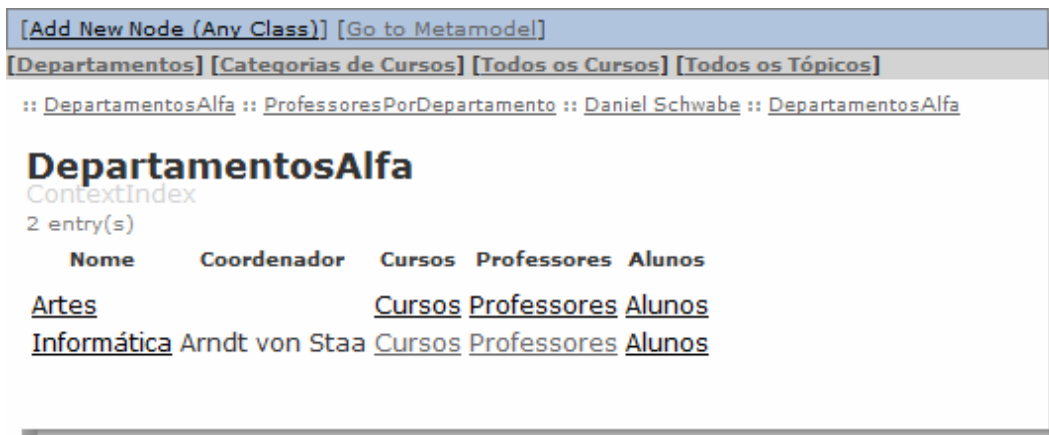 [Add New Node (Any Class)] [Go to Metamodel]
[Departamentos] [Categorias de Cursos] [Todos os Cursos] [Todos os Tópicos]
:: DepartamentosAlfa :: ProfessoresPorDepartamento :: Daniel Schwabe :: DepartamentosAlfa
DepartamentosAlfa
ContextIndex
2 entry(s)
Nome Coordenador Cursos Professores Alunos
Artes Cursos Professores Alunos
Informática Arndt von Staa Cursos Professores Alunos